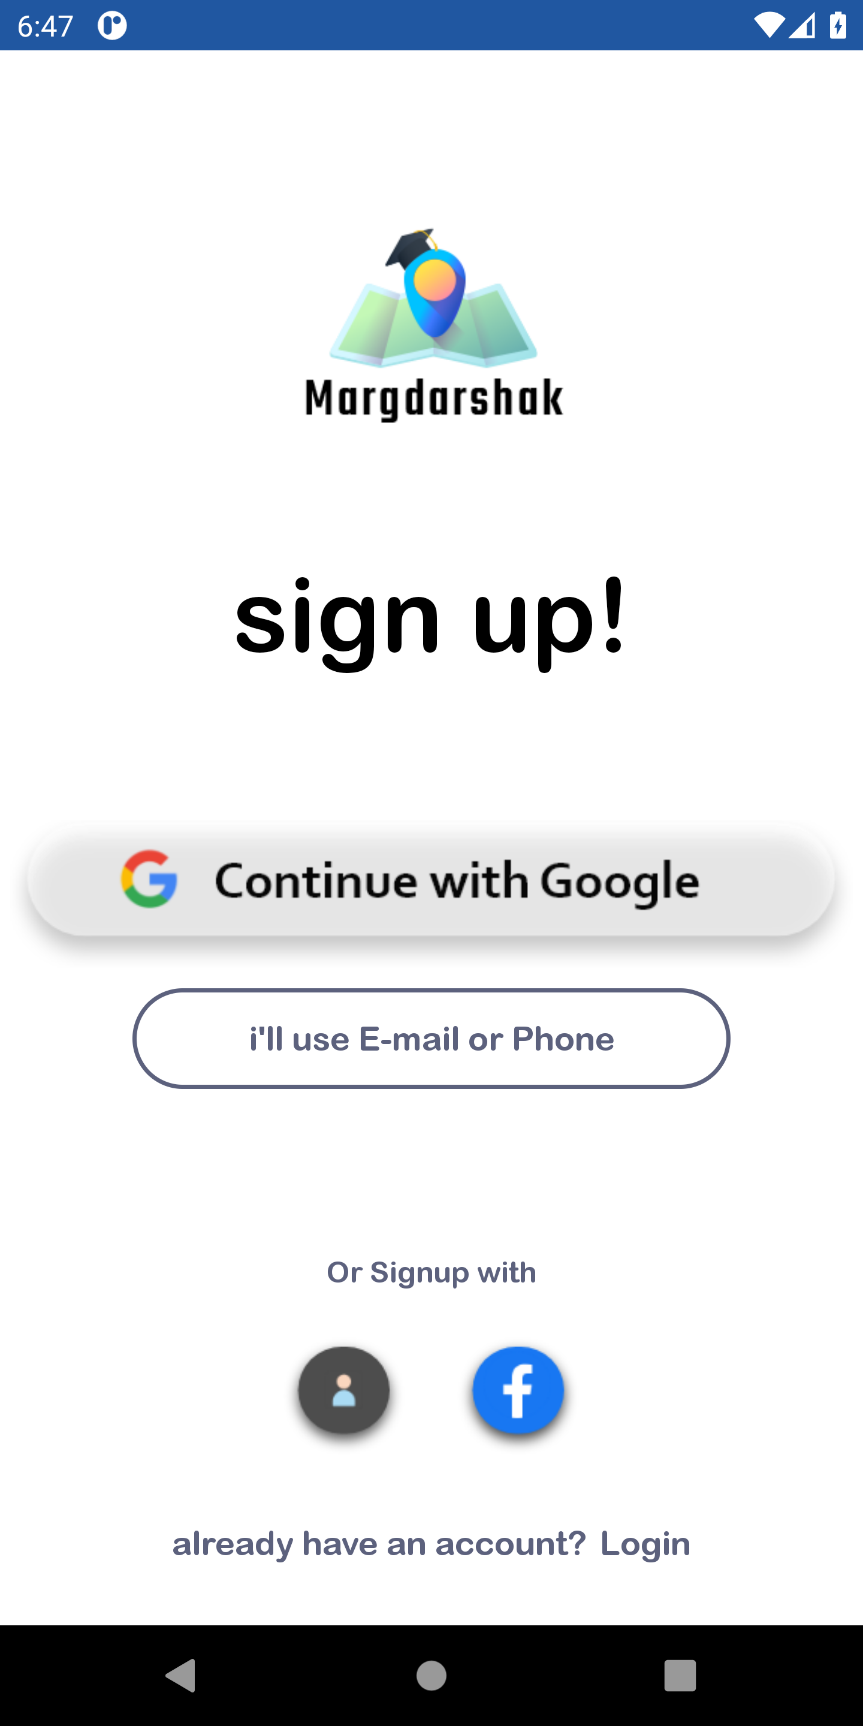 6:47
Margdarshak
sign up!
Continue with Google
i'll use E-mail or Phone
Or Signup with
already have an account? Login